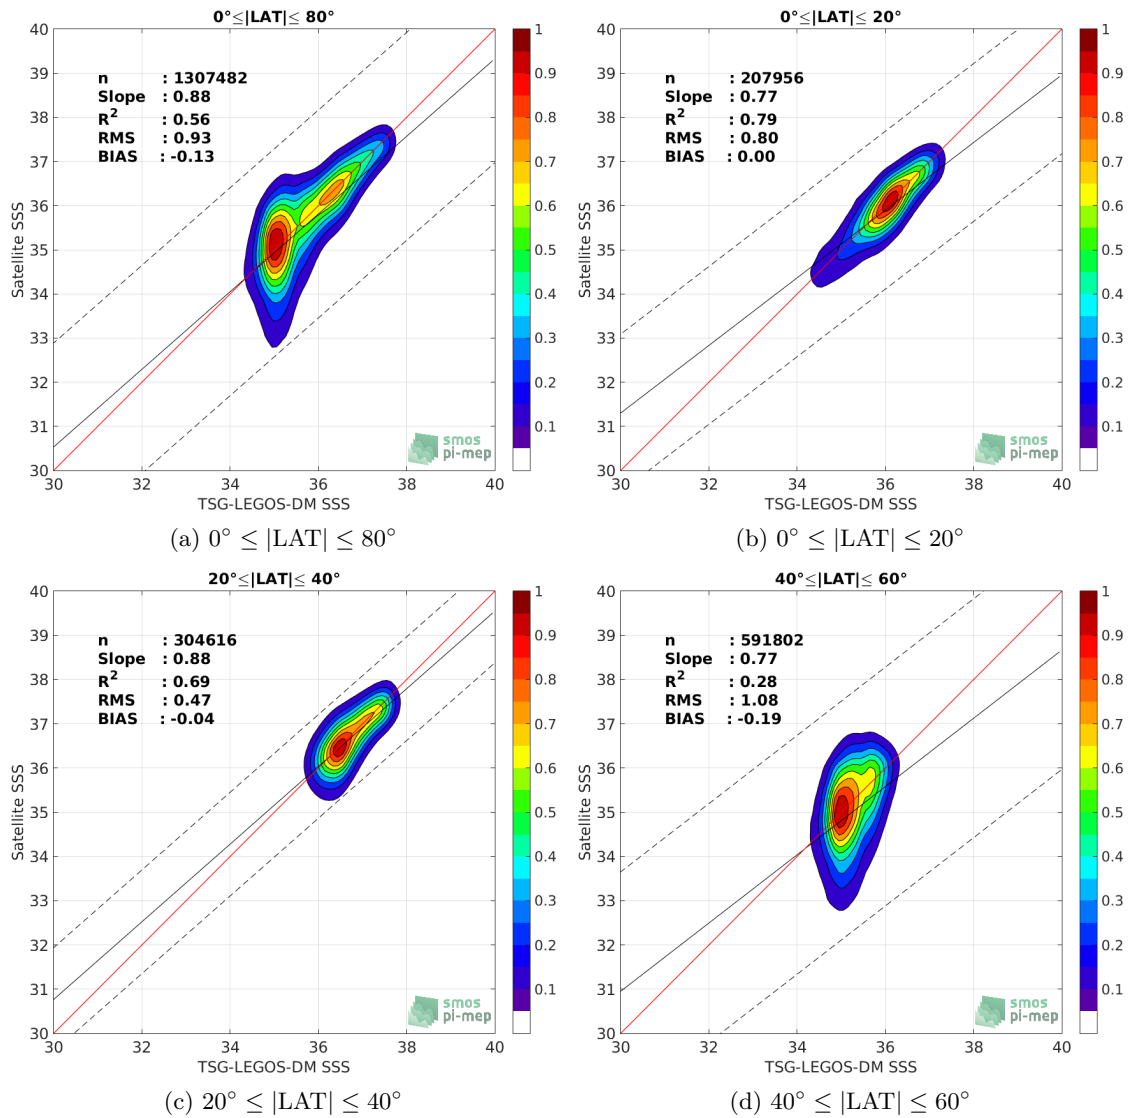 0°≤|LAT|≤ 80°
n : 1307482
Slope : 0.88
R² : 0.56
RMS : 0.93
BIAS : -0.13
40
39
38
37
36
35
34
33
32
31
30
Satellite SSS
30 32 34 36 38 40
TSG-LEGOS-DM SSS
1
0.9
0.8
0.7
0.6
0.5
0.4
0.3
0.2
0.1
smos
pi-mep
(a) 0° ≤ |LAT| ≤ 80°
0°≤|LAT|≤ 20°
n : 207956
Slope : 0.77
R² : 0.79
RMS : 0.80
BIAS : 0.00
40
39
38
37
36
35
34
33
32
31
30
Satellite SSS
30 32 34 36 38 40
TSG-LEGOS-DM SSS
1
0.9
0.8
0.7
0.6
0.5
0.4
0.3
0.2
0.1
smos
pi-mep
(b) 0° ≤ |LAT| ≤ 20°
20°≤|LAT|≤ 40°
n : 304616
Slope : 0.88
R² : 0.69
RMS : 0.47
BIAS : -0.04
40
39
38
37
36
35
34
33
32
31
30
Satellite SSS
30 32 34 36 38 40
TSG-LEGOS-DM SSS
1
0.9
0.8
0.7
0.6
0.5
0.4
0.3
0.2
0.1
smos
pi-mep
(c) 20° ≤ |LAT| ≤ 40°
40°≤|LAT|≤ 60°
n : 591802
Slope : 0.77
R² : 0.28
RMS : 1.08
BIAS : -0.19
40
39
38
37
36
35
34
33
32
31
30
Satellite SSS
30 32 34 36 38 40
TSG-LEGOS-DM SSS
1
0.9
0.8
0.7
0.6
0.5
0.4
0.3
0.2
0.1
smos
pi-mep
(d) 40° ≤ |LAT| ≤ 60°